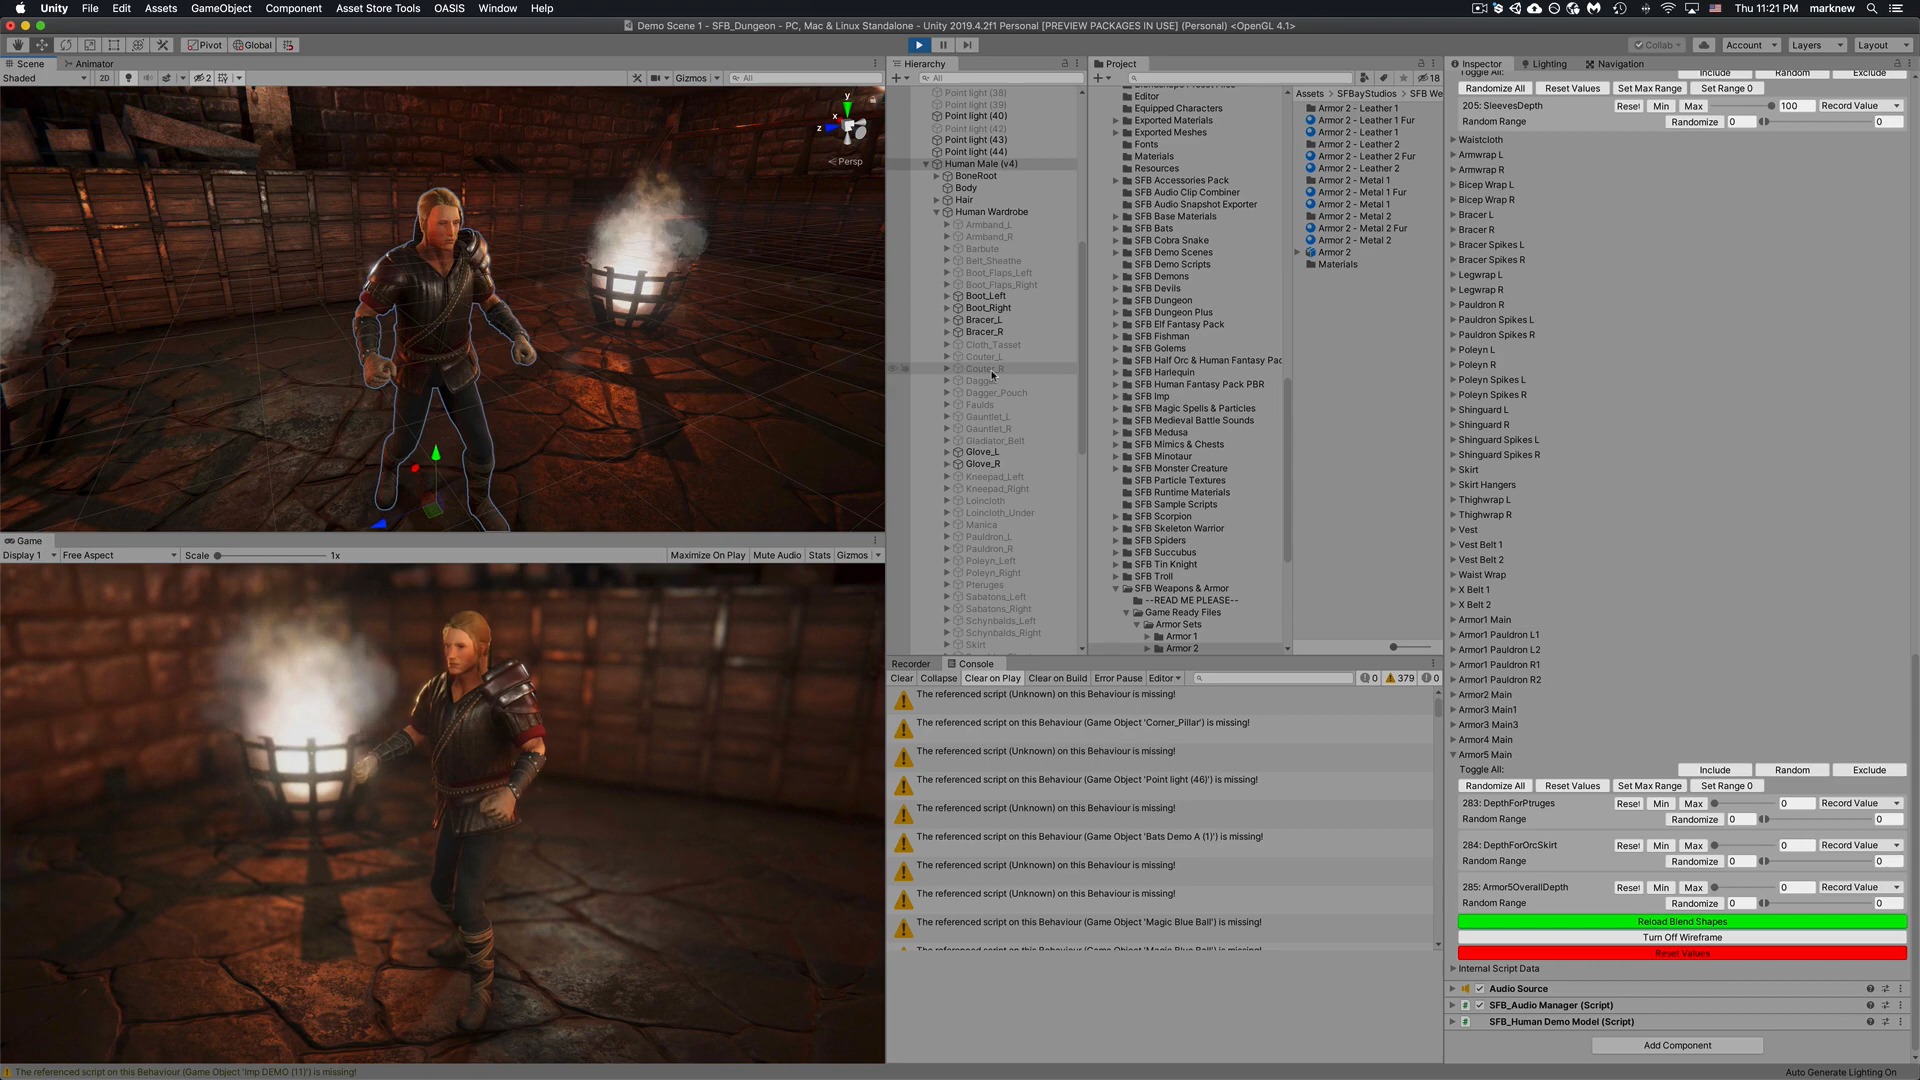 Unity File Edit Assets GameObject Component Asset Store Tools OASIS Window Help
Thu 11:21 PM marknew
Demo Scene 1 - SFB_Dungeon - PC, Mac & Linux Standalone - Unity 2019.4.2f1 Personal [PREVIEW PACKAGES IN USE] (Personal) <OpenGL 4.1>
Pivot Global
Collab Account Layers Layout
Scene Animator
Shaded 2D 2 Gizmos All
y
x
z
Persp
Game
Display 1 Free Aspect Scale 1x Maximize On Play Mute Audio Stats Gizmos
Hierarchy
All
Point light (38)
Point light (39)
Point light (40)
Point light (42)
Point light (43)
Point light (44)
Human Male (v4)
BoneRoot
Body
Hair
Human Wardrobe
Armband_L
Armband_R
Barbute
Belt_Sheathe
Boot_Flaps_Left
Boot_Flaps_Right
Boot_Left
Boot_Right
Bracer_L
Bracer_R
Cloth_Tasset
Couter_L
Couter_R
Dagger
Dagger_Pouch
Faulds
Gauntlet_L
Gauntlet_R
Gladiator_Belt
Glove_L
Glove_R
Kneepad_Left
Kneepad_Right
Loincloth
Loincloth_Under
Manica
Pauldron_L
Pauldron_R
Poleyn_Left
Poleyn_Right
Pteruges
Sabatons_Left
Sabatons_Right
Schynbalds_Left
Schynbalds_Right
Skirt
Project
18
Editor
Equipped Characters
Exported Materials
Exported Meshes
Fonts
Materials
Resources
SFB Accessories Pack
SFB Audio Clip Combiner
SFB Audio Snapshot Exporter
SFB Base Materials
SFB Bats
SFB Cobra Snake
SFB Demo Scenes
SFB Demo Scripts
SFB Demons
SFB Devils
SFB Dungeon
SFB Dungeon Plus
SFB Elf Fantasy Pack
SFB Fishman
SFB Golems
SFB Half Orc & Human Fantasy Pac
SFB Harlequin
SFB Human Fantasy Pack PBR
SFB Imp
SFB Magic Spells & Particles
SFB Medieval Battle Sounds
SFB Medusa
SFB Mimics & Chests
SFB Minotaur
SFB Monster Creature
SFB Particle Textures
SFB Runtime Materials
SFB Sample Scripts
SFB Scorpion
SFB Skeleton Warrior
SFB Spiders
SFB Succubus
SFB Tin Knight
SFB Troll
SFB Weapons & Armor
--READ ME PLEASE--
Game Ready Files
Armor Sets
Armor 1
Armor 2
Assets > SFBayStudios > SFB We
Armor 2 - Leather 1
Armor 2 - Leather 1 Fur
Armor 2 - Leather 1
Armor 2 - Leather 2
Armor 2 - Leather 2 Fur
Armor 2 - Leather 2
Armor 2 - Metal 1
Armor 2 - Metal 1 Fur
Armor 2 - Metal 1
Armor 2 - Metal 2
Armor 2 - Metal 2 Fur
Armor 2 - Metal 2
Armor 2
Materials
Recorder Console
Clear Collapse Clear on Play Clear on Build Error Pause Editor 0 379 0
The referenced script (Unknown) on this Behaviour is missing!
The referenced script on this Behaviour (Game Object 'Corner_Pillar') is missing!
The referenced script (Unknown) on this Behaviour is missing!
The referenced script on this Behaviour (Game Object 'Point light (46)') is missing!
The referenced script (Unknown) on this Behaviour is missing!
The referenced script on this Behaviour (Game Object 'Bats Demo A (1)') is missing!
The referenced script (Unknown) on this Behaviour is missing!
The referenced script (Unknown) on this Behaviour is missing!
The referenced script on this Behaviour (Game Object 'Magic Blue Ball') is missing!
The referenced script on this Behaviour (Game Object 'Magic Blue Ball') is missing!
Inspector Lighting Navigation
Toggle All: Include Random Exclude
Randomize All Reset Values Set Max Range Set Range 0
205: SleevesDepth Reset Min Max 100 Record Value
Random Range Randomize 0 0
Waistcloth
Armwrap L
Armwrap R
Bicep Wrap L
Bicep Wrap R
Bracer L
Bracer R
Bracer Spikes L
Bracer Spikes R
Legwrap L
Legwrap R
Pauldron R
Pauldron Spikes L
Pauldron Spikes R
Poleyn L
Poleyn R
Poleyn Spikes L
Poleyn Spikes R
Shinguard L
Shinguard R
Shinguard Spikes L
Shinguard Spikes R
Skirt
Skirt Hangers
Thighwrap L
Thighwrap R
Vest
Vest Belt 1
Vest Belt 2
Waist Wrap
X Belt 1
X Belt 2
Armor1 Main
Armor1 Pauldron L1
Armor1 Pauldron L2
Armor1 Pauldron R1
Armor1 Pauldron R2
Armor2 Main
Armor3 Main1
Armor3 Main3
Armor4 Main
Armor5 Main
Toggle All: Include Random Exclude
Randomize All Reset Values Set Max Range Set Range 0
283: DepthForPtruges Reset Min Max 0 Record Value
Random Range Randomize 0 0
284: DepthForOrcSkirt Reset Min Max 0 Record Value
Random Range Randomize 0 0
285: Armor5OverallDepth Reset Min Max 0 Record Value
Random Range Randomize 0 0
Reload Blend Shapes
Turn Off Wireframe
Reset Values
Internal Script Data
Audio Source
SFB_Audio Manager (Script)
SFB_Human Demo Model (Script)
Add Component
The referenced script on this Behaviour (Game Object 'Imp DEMO (11)') is missing!
Auto Generate Lighting On